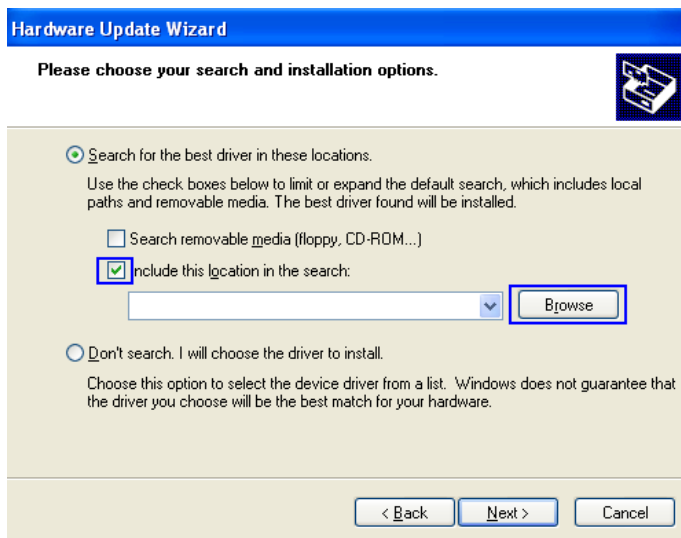 Hardware Update Wizard
Please choose your search and installation options.
Search for the best driver in these locations.
Use the check boxes below to limit or expand the default search, which includes local
paths and removable media. The best driver found will be installed.
Search removable media (floppy, CD-ROM...)
Include this location in the search:
Browse
Don't search. I will choose the driver to install.
Choose this option to select the device driver from a list. Windows does not guarantee that
the driver you choose will be the best match for your hardware.
< Back Next > Cancel